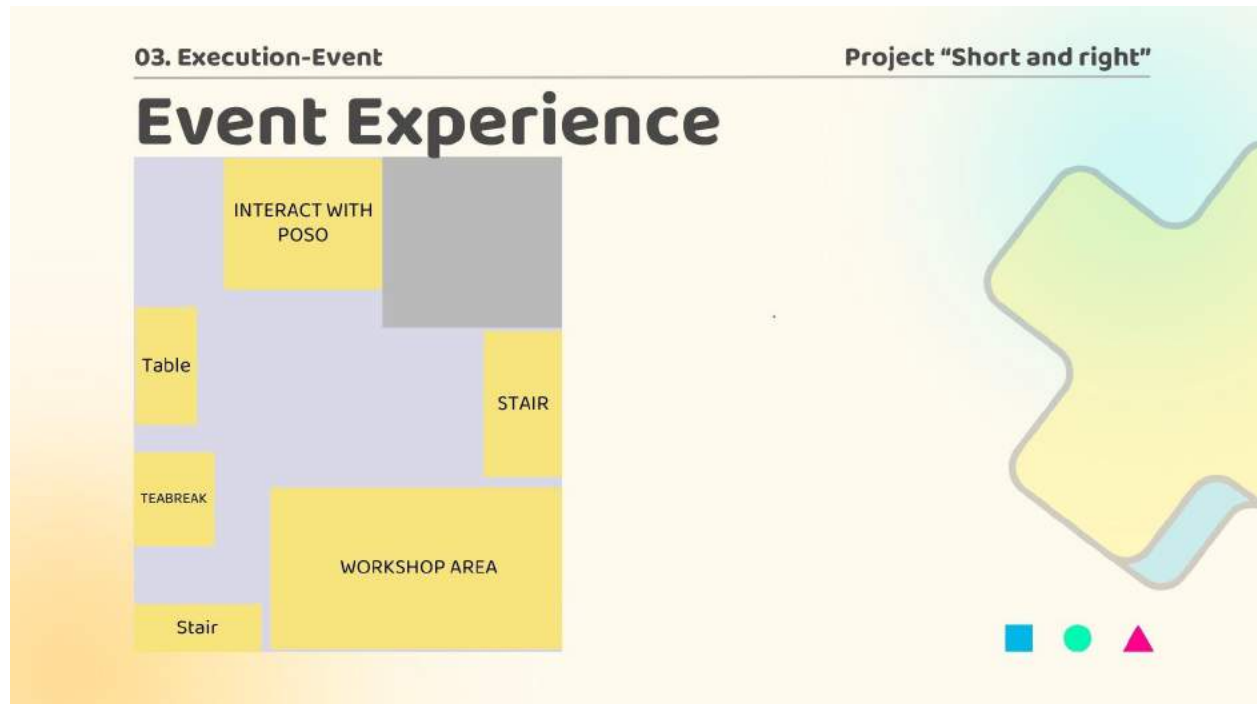 03. Execution-Event
Project “Short and right”
Event Experience
INTERACT WITH
POSO
Table
STAIR
TEABREAK
WORKSHOP AREA
Stair